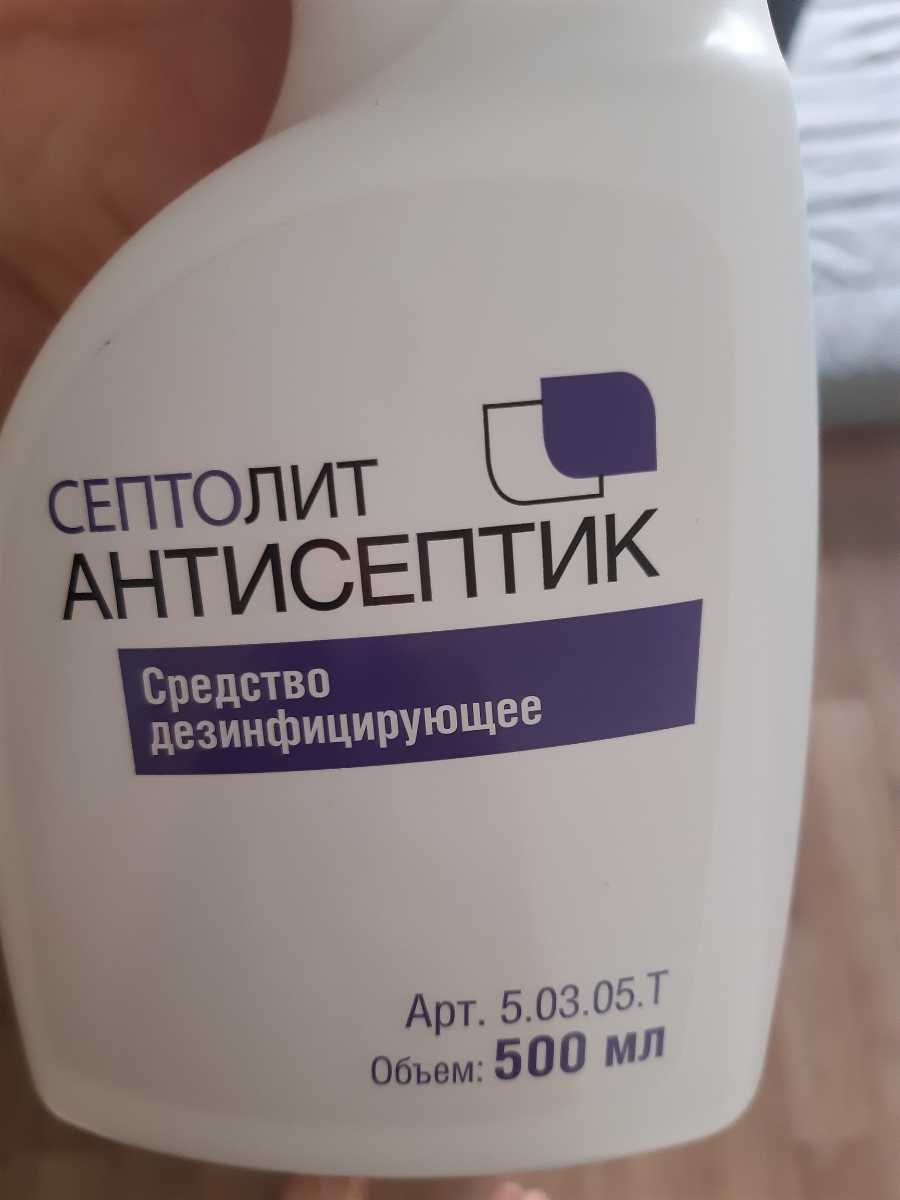 СЕПТОЛИТ
АНТИСЕПТИК
Средство
дезинфицирующее
Арт. 5.03.05.Т
Объем: 500 мл